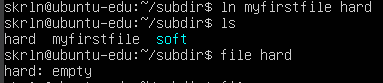 skrln@ubuntu-edu:~/subdir$ ln myfirstfile hard
skrln@ubuntu-edu:~/subdir$ ls
hard  myfirstfile  soft
skrln@ubuntu-edu:~/subdir$ file hard
hard: empty